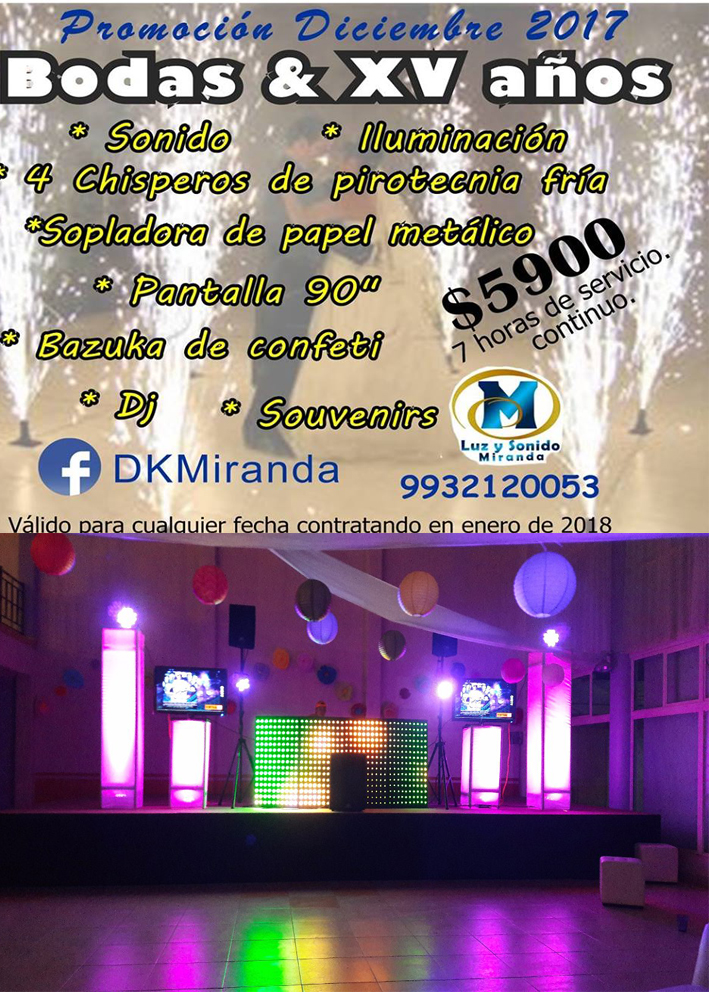 Promoción Diciembre 2017
Bodas & XV años
* Sonido * Iluminación
* 4 Chisperos de pirotecnia fría
*Sopladora de papel metálico
* Pantalla 90"
* Bazuka de confeti
* Dj * Souvenirs
$5900
7 horas de servicio.
continuo.
M
Luz y Sonido
Miranda
f DKMiranda
9932120053
Válido para cualquier fecha contratando en enero de 2018